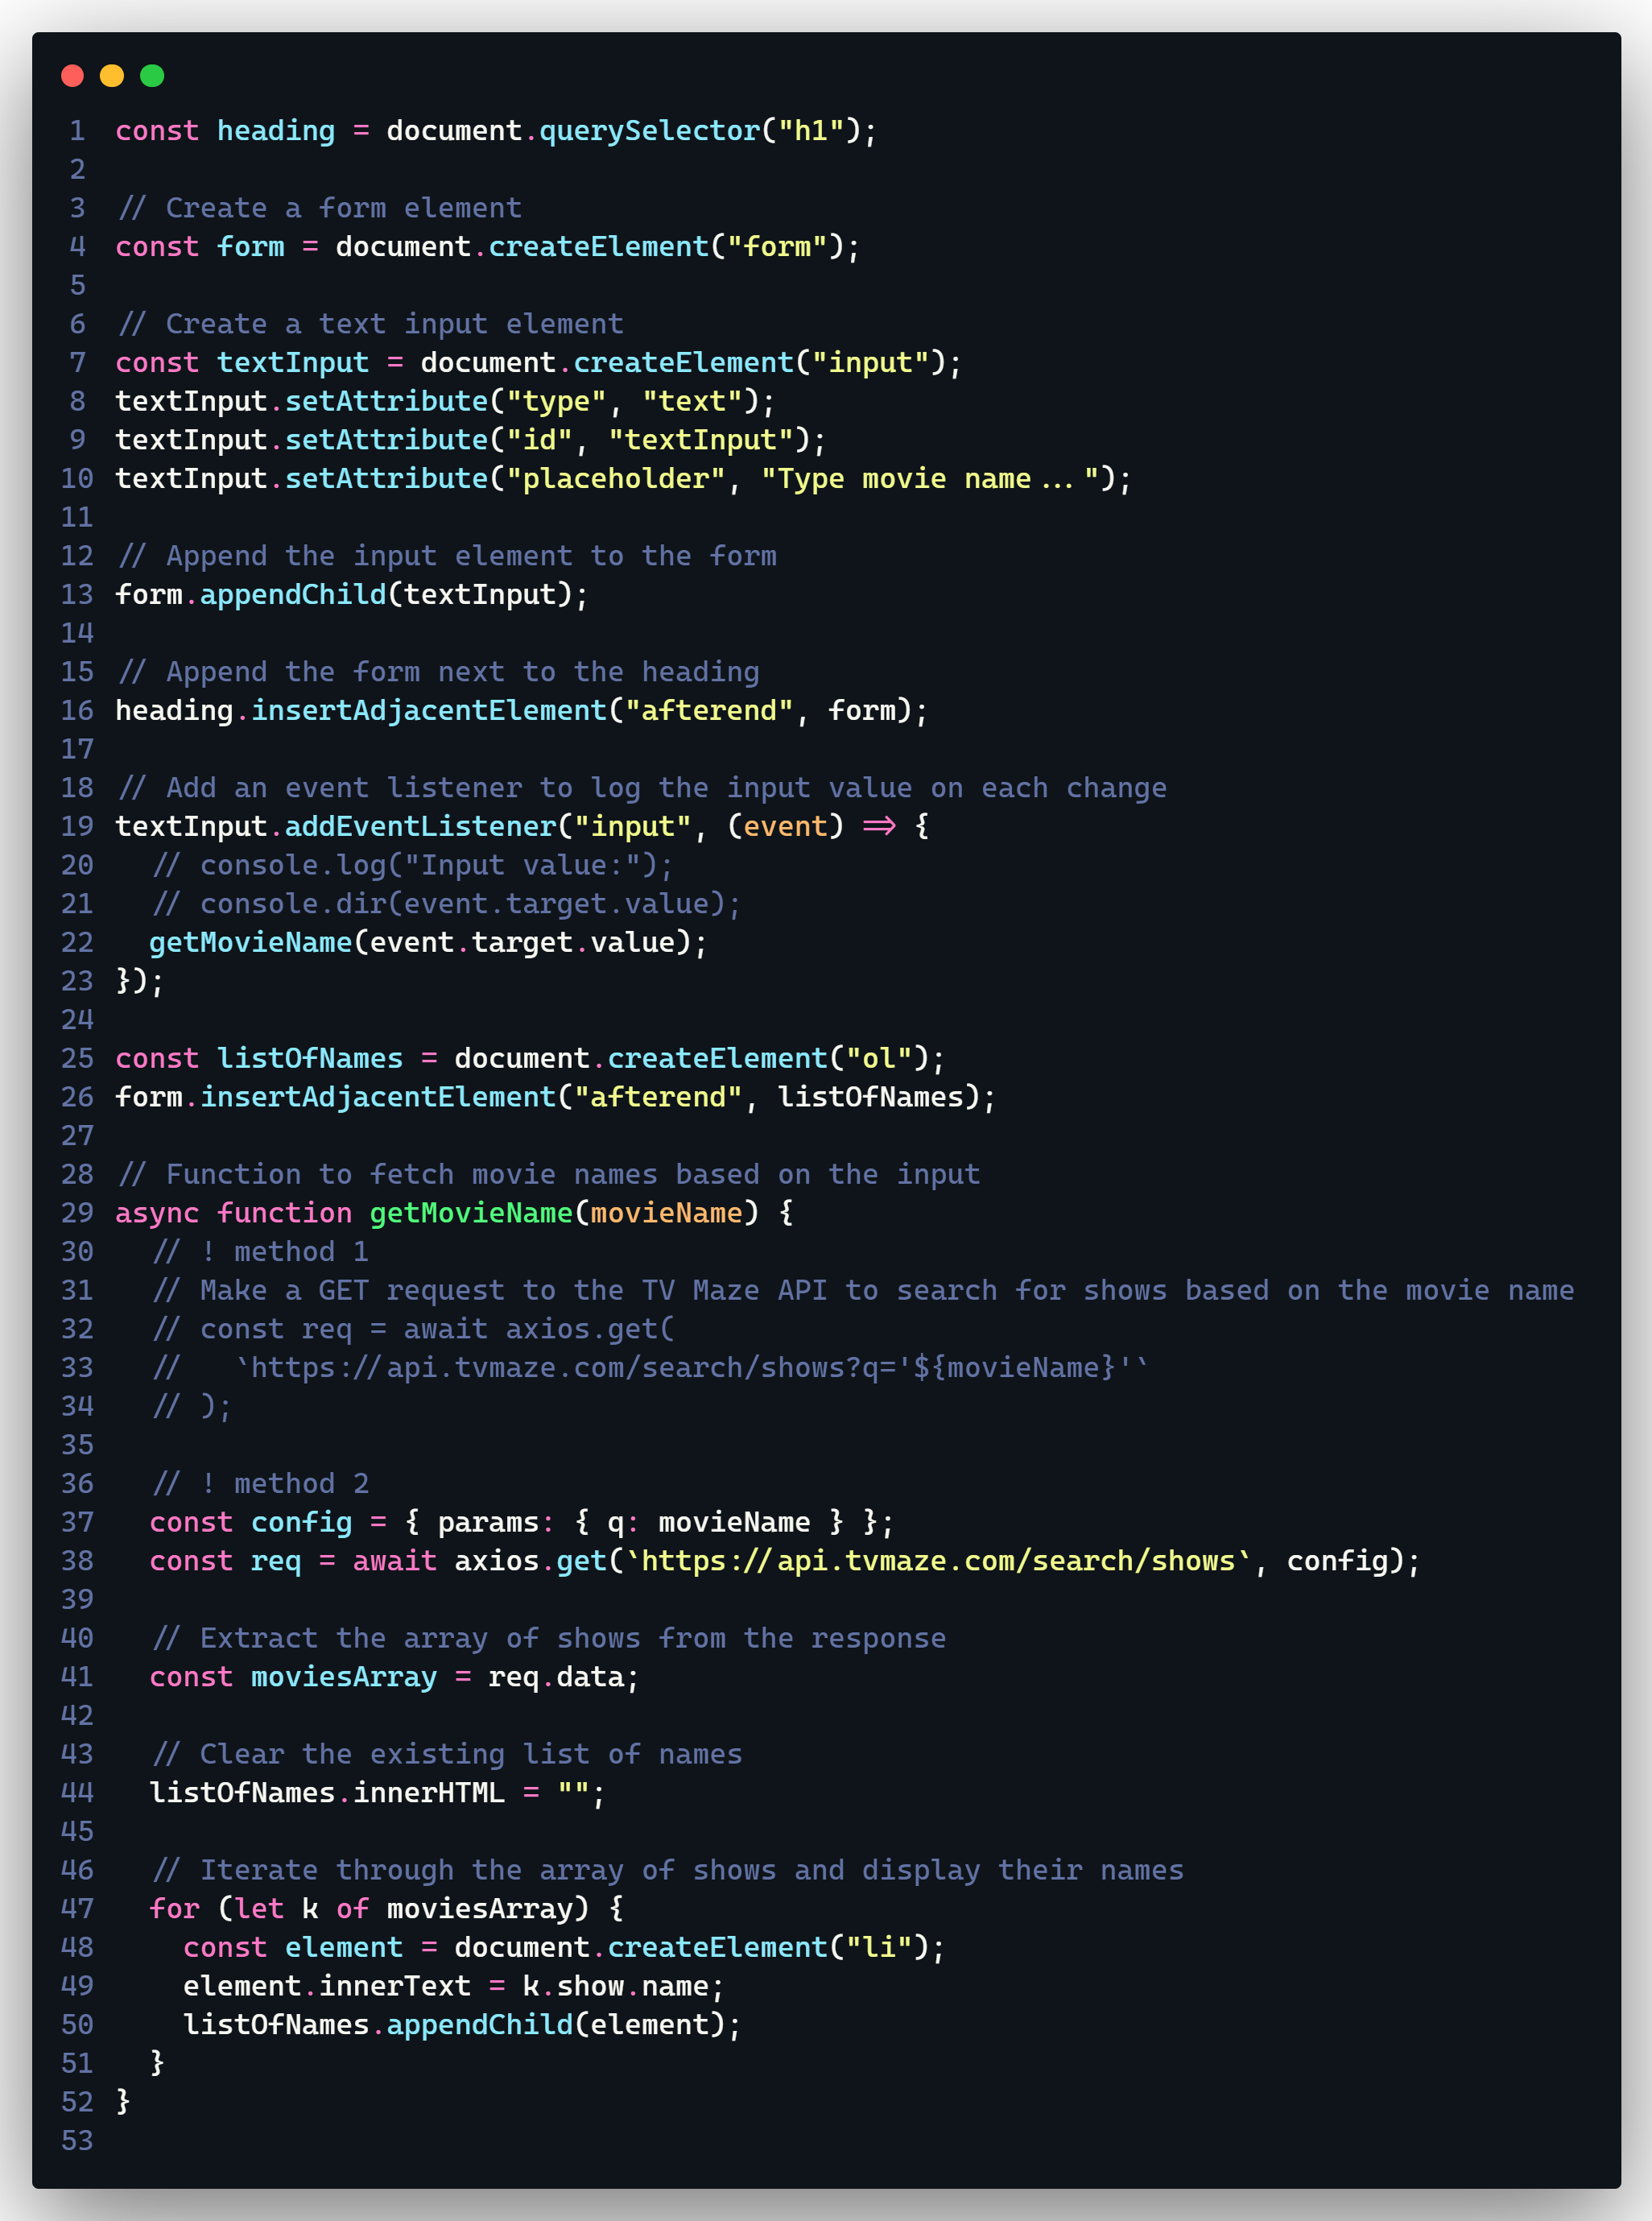 1 const heading = document.querySelector("h1");
2
3 // Create a form element
4 const form = document.createElement("form");
5
6 // Create a text input element
7 const textInput = document.createElement("input");
8 textInput.setAttribute("type", "text");
9 textInput.setAttribute("id", "textInput");
10 textInput.setAttribute("placeholder", "Type movie name...");
11
12 // Append the input element to the form
13 form.appendChild(textInput);
14
15 // Append the form next to the heading
16 heading.insertAdjacentElement("afterend", form);
17
18 // Add an event listener to log the input value on each change
19 textInput.addEventListener("input", (event) => {
20   // console.log("Input value:");
21   // console.dir(event.target.value);
22   getMovieName(event.target.value);
23 });
24
25 const listOfNames = document.createElement("ol");
26 form.insertAdjacentElement("afterend", listOfNames);
27
28 // Function to fetch movie names based on the input
29 async function getMovieName(movieName) {
30   // ! method 1
31   // Make a GET request to the TV Maze API to search for shows based on the movie name
32   // const req = await axios.get(
33   //   `https://api.tvmaze.com/search/shows?q='${movieName}'`
34   // );
35
36   // ! method 2
37   const config = { params: { q: movieName } };
38   const req = await axios.get(`https://api.tvmaze.com/search/shows`, config);
39
40   // Extract the array of shows from the response
41   const moviesArray = req.data;
42
43   // Clear the existing list of names
44   listOfNames.innerHTML = "";
45
46   // Iterate through the array of shows and display their names
47   for (let k of moviesArray) {
48     const element = document.createElement("li");
49     element.innerText = k.show.name;
50     listOfNames.appendChild(element);
51   }
52 }
53